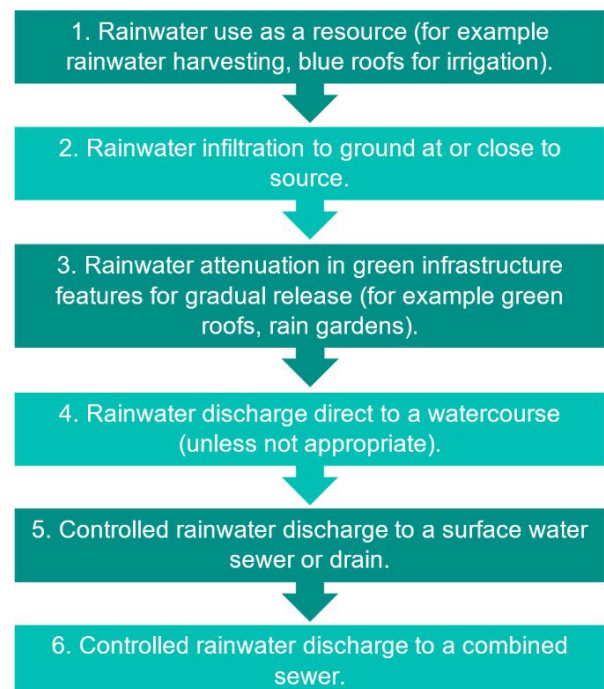 1. Rainwater use as a resource (for example
rainwater harvesting, blue roofs for irrigation).
2. Rainwater infiltration to ground at or close to
source.
3. Rainwater attenuation in green infrastructure
features for gradual release (for example green
roofs, rain gardens).
4. Rainwater discharge direct to a watercourse
(unless not appropriate).
5. Controlled rainwater discharge to a surface water
sewer or drain.
6. Controlled rainwater discharge to a combined
sewer.